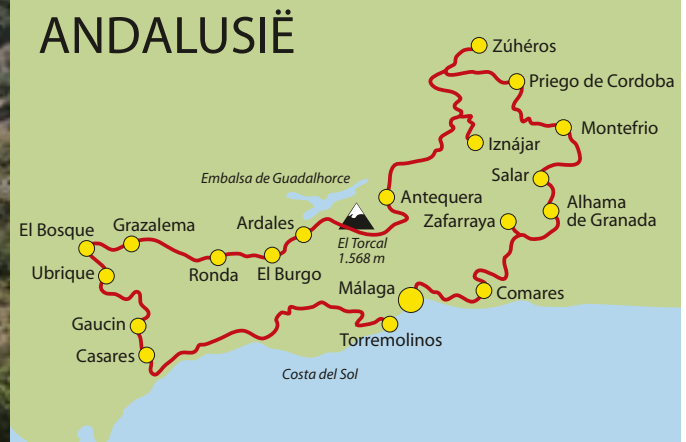 ANDALUSIË
Zúhéros
Priego de Cordoba
Montefrio
Iznájar
Salar
Embalsa de Guadalhorce
Antequera
Alhama
de Granada
Zafarraya
Grazalema
Ardales
El Bosque
El Torcal
1.568 m
Ronda
El Burgo
Ubrique
Málaga
Comares
Gaucin
Torremolinos
Casares
Costa del Sol